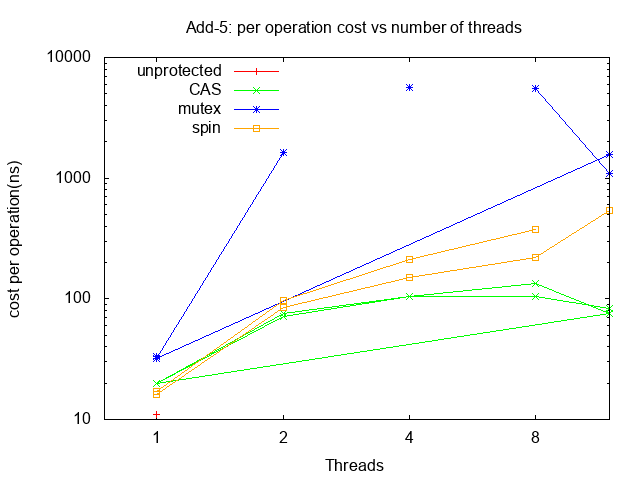 Add-5: per operation cost vs number of threads
10000
1000
100
10
cost per operation(ns)
unprotected
CAS
mutex
spin
1 2 4 8
Threads